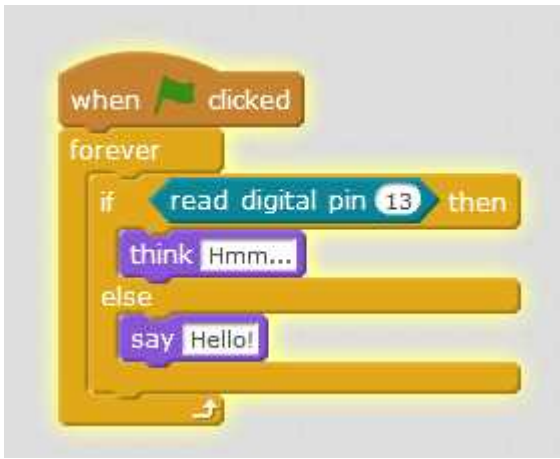 when clicked
forever
if read digital pin 13 then
think Hmm...
else
say Hello!